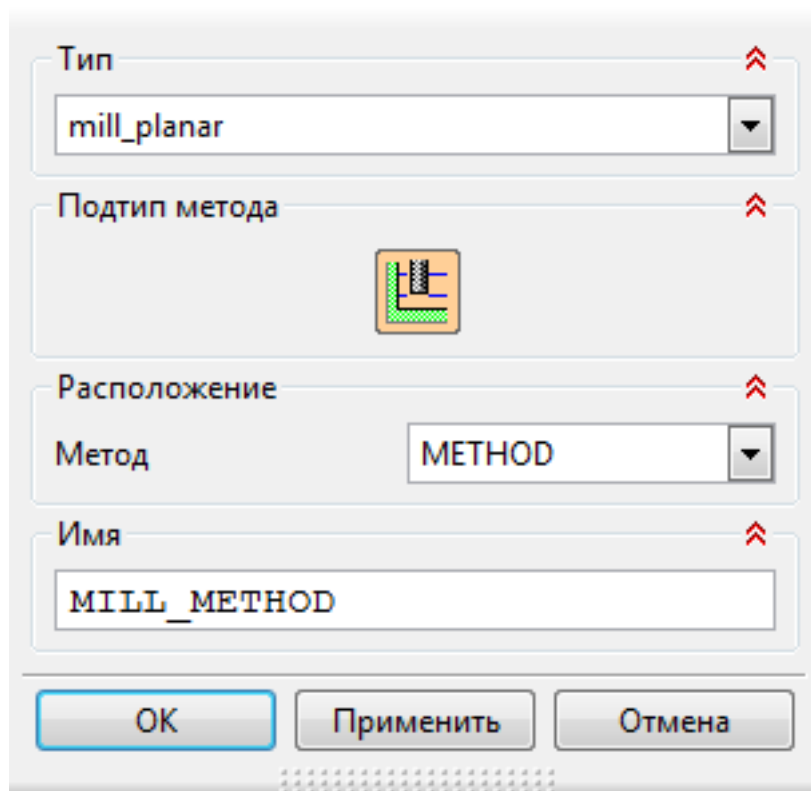 Тип
mill_planar
Подтип метода
Расположение
Метод METHOD
Имя
MILL_METHOD
OK Применить Отмена